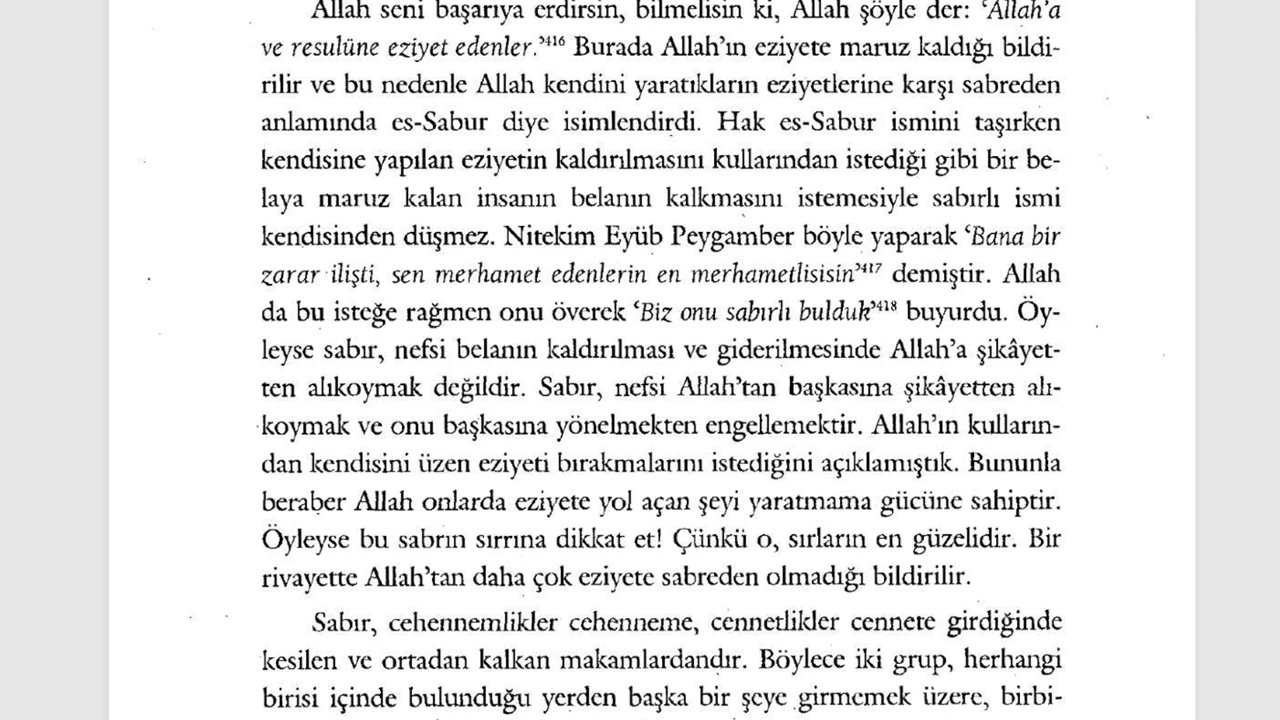 Allah seni başarıya erdirsin, bilmelisin ki, Allah şöyle der: ‘Allah’a
ve resulüne eziyet edenler.’⁴¹⁶ Burada Allah’ın eziyete maruz kaldığı bildi-
rilir ve bu nedenle Allah kendini yaratıkların eziyetlerine karşı sabreden
anlamında es-Sabur diye isimlendirdi. Hak es-Sabur ismini taşırken
kendisine yapılan eziyetin kaldırılmasını kullarından istediği gibi bir be-
laya maruz kalan insanın belanın kalkmasını istemesiyle sabırlı ismi
kendisinden düşmez. Nitekim Eyüb Peygamber böyle yaparak ‘Bana bir
zarar ilişti, sen merhamet edenlerin en merhametlisisin’⁴¹⁷ demiştir. Allah
da bu isteğe rağmen onu överek ‘Biz onu sabırlı bulduk’⁴¹⁸ buyurdu. Öy-
leyse sabır, nefsi belanın kaldırılması ve giderilmesinde Allah’a şikâyet-
ten alıkoymak değildir. Sabır, nefsi Allah’tan başkasına şikâyetten alı-
koymak ve onu başkasına yönelmekten engellemektir. Allah’ın kulların-
dan kendisini üzen eziyeti bırakmalarını istediğini açıklamıştık. Bununla
beraber Allah onlarda eziyete yol açan şeyi yaratmama gücüne sahiptir.
Öyleyse bu sabrın sırrına dikkat et! Çünkü o, sırların en güzelidir. Bir
rivayette Allah’tan daha çok eziyete sabreden olmadığı bildirilir.
Sabır, cehennemlikler cehenneme, cennetlikler cennete girdiğinde
kesilen ve ortadan kalkan makamlardandır. Böylece iki grup, herhangi
birisi içinde bulunduğu yerden başka bir şeye girmemek üzere, birbi-